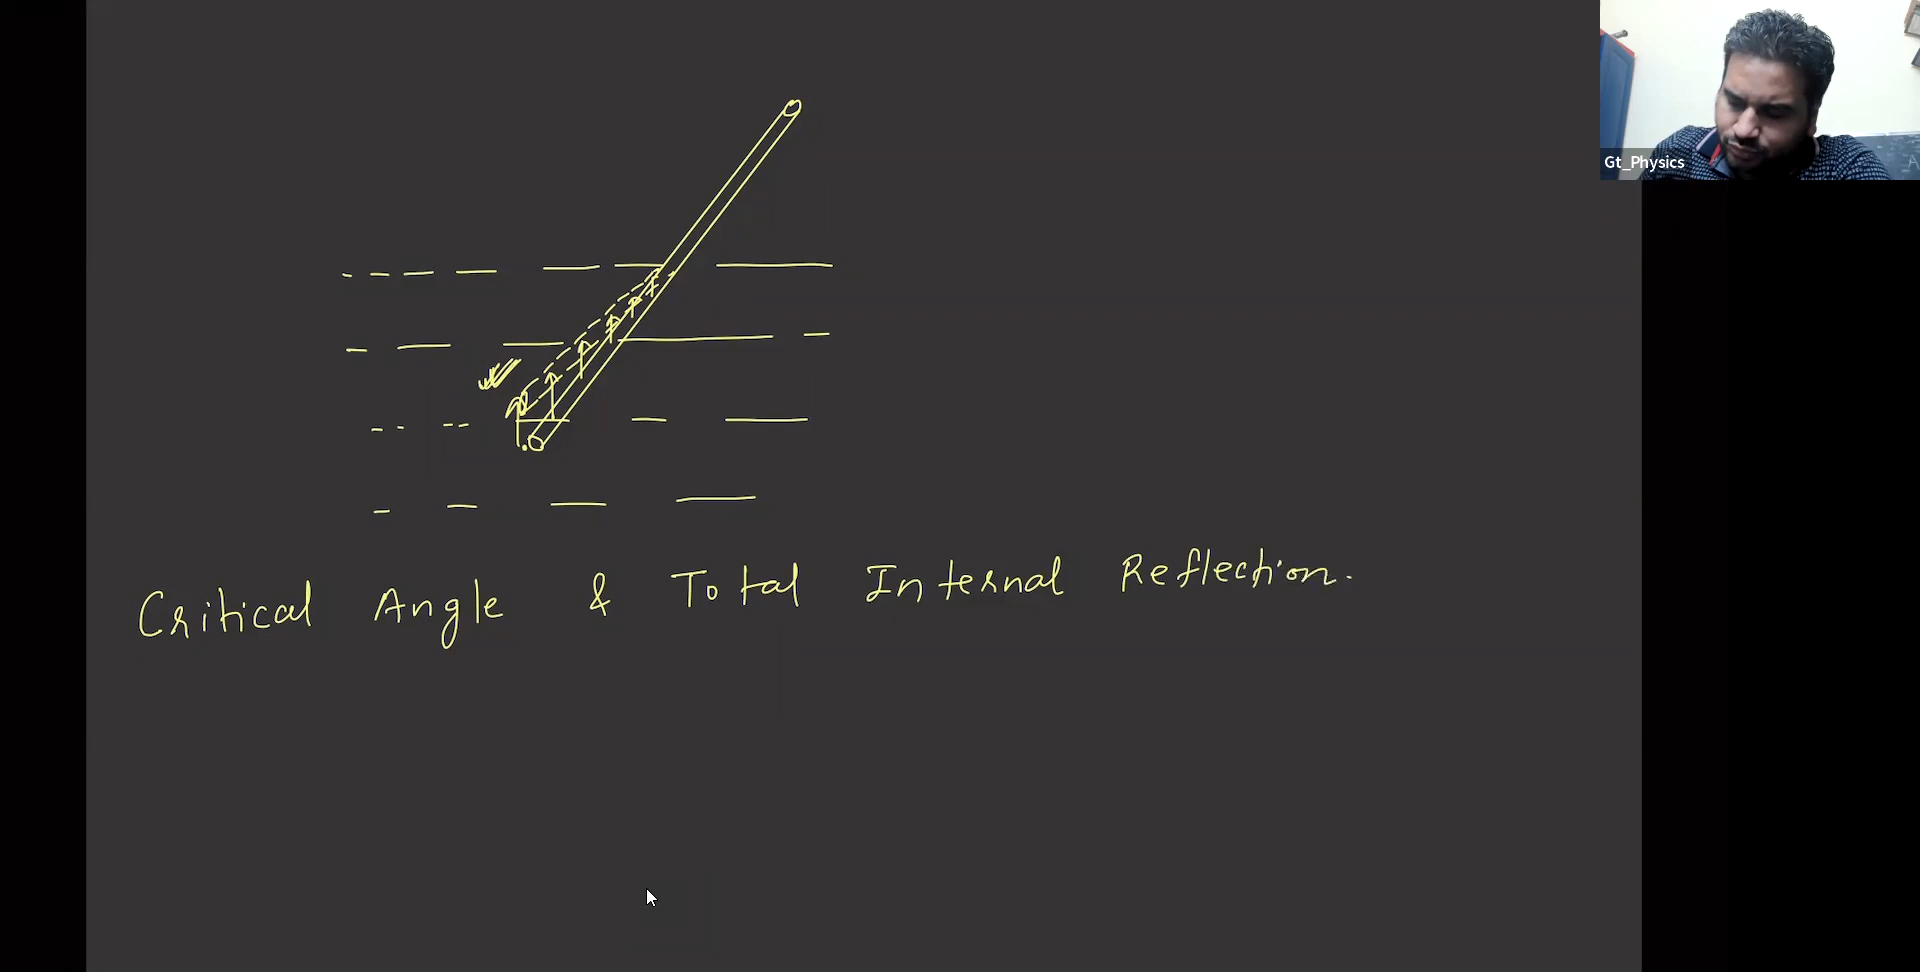 Gt_Physics
Critical Angle & Total Internal Reflection.